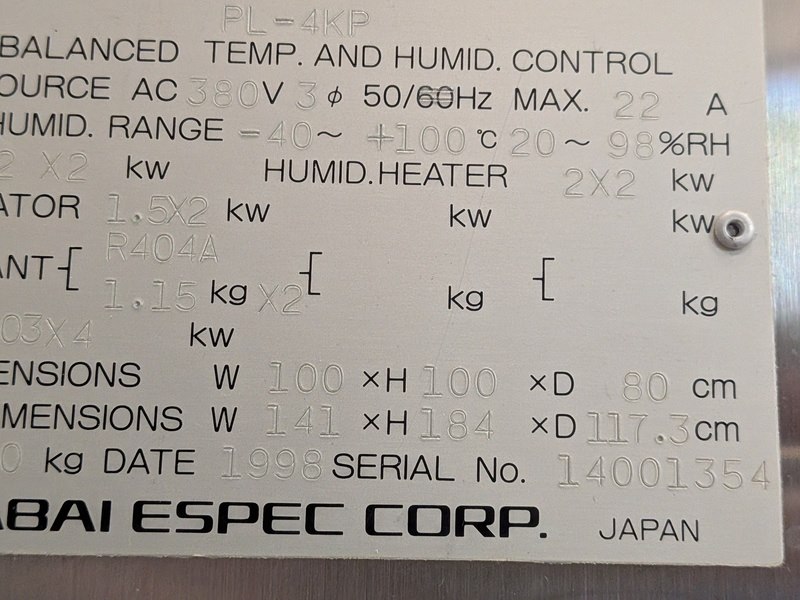 PL-4KP
BALANCED TEMP. AND HUMID. CONTROL
OURCE AC 380V 3φ 50/60Hz MAX. 22 A
HUMID. RANGE -40~ +100℃ 20~ 98%RH
2 X2 kw HUMID.HEATER 2X2 kw
ATOR 1.5X2 kw kw kw
R404A
ANT{ { {
1.15 kg X2 kg kg
03X4 kw
ENSIONS W 100 ×H 100 ×D 80 cm
MENSIONS W 141 ×H 184 ×D 117.3cm
0 kg DATE 1998 SERIAL No. 14001354
ABAI ESPEC CORP. JAPAN